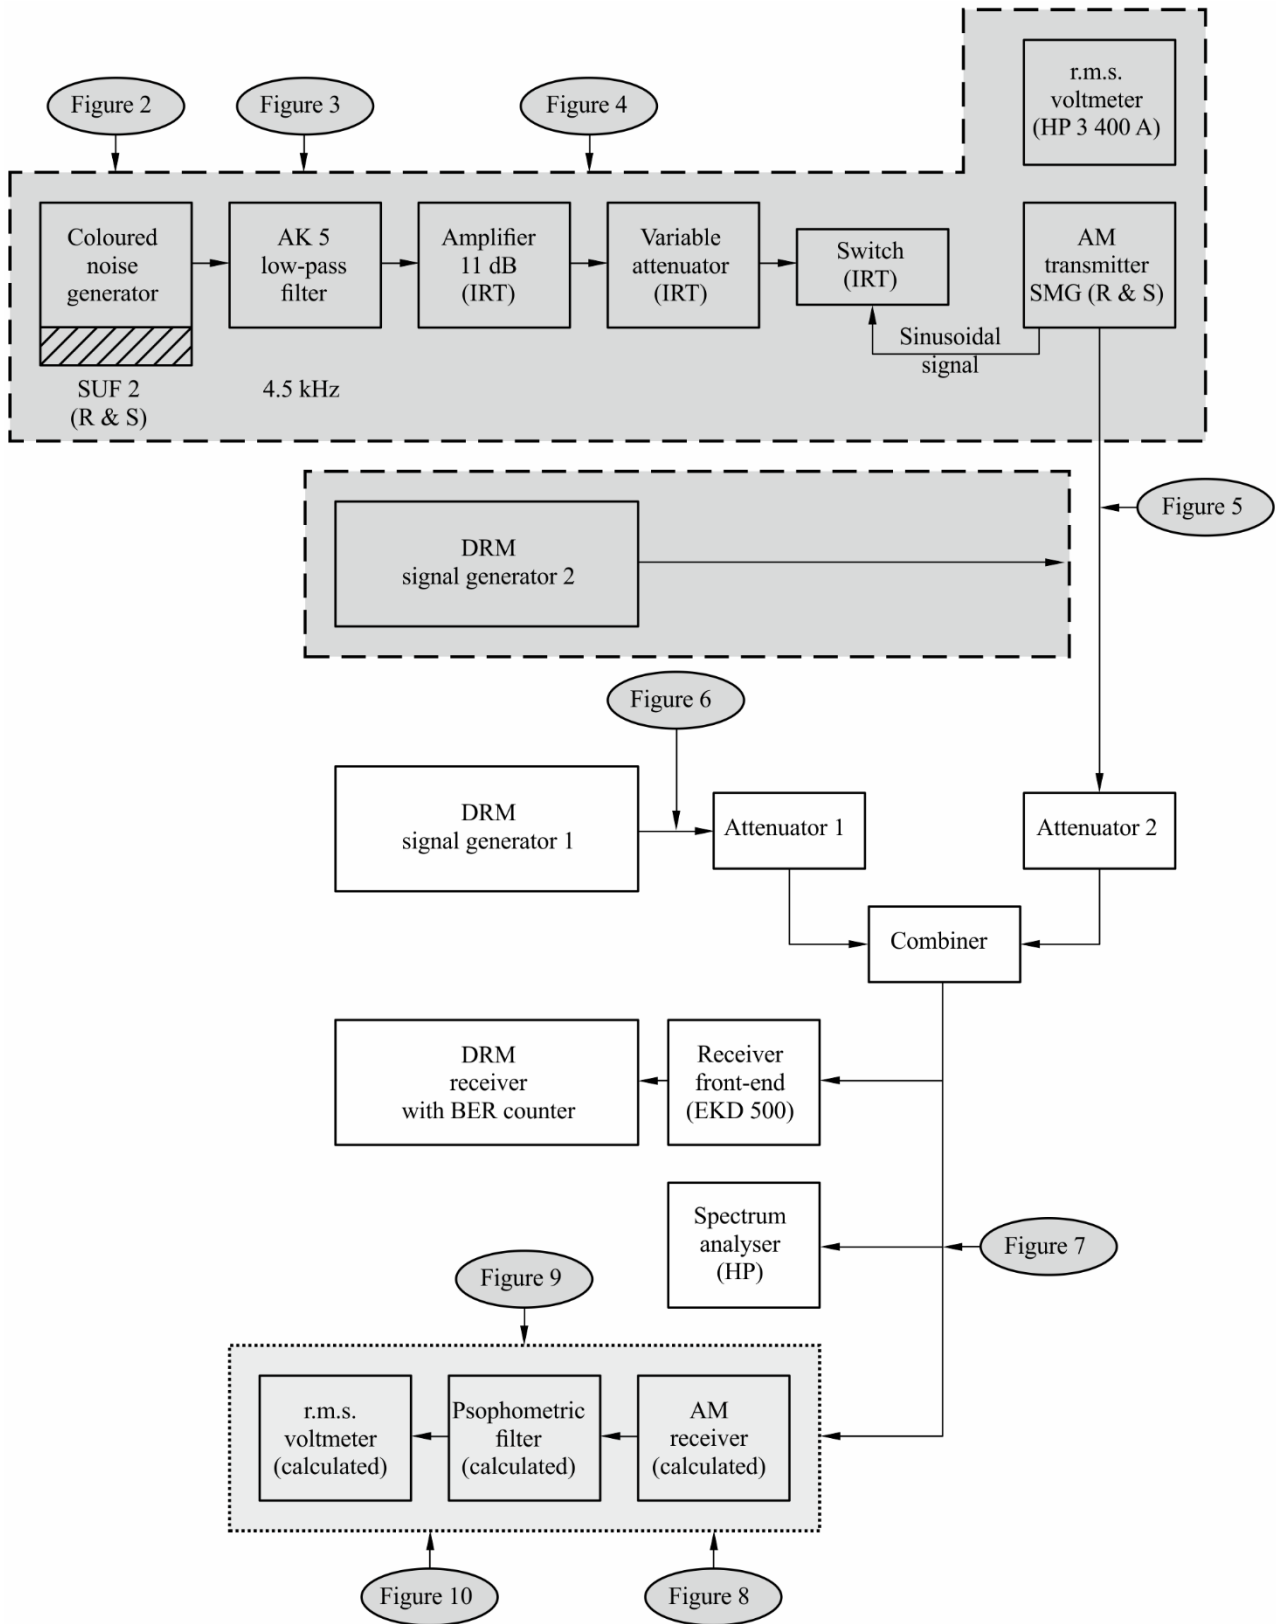 r.m.s.
voltmeter
(HP 3 400 A)
Figure 2
Figure 3
Figure 4
Coloured
noise
generator
AK 5
low-pass
filter
Amplifier
11 dB
(IRT)
Variable
attenuator
(IRT)
Switch
(IRT)
AM
transmitter
SMG (R & S)
Sinusoidal
signal
SUF 2
(R & S)
4.5 kHz
Figure 5
DRM
signal generator 2
Figure 6
DRM
signal generator 1
Attenuator 1
Attenuator 2
Combiner
DRM
receiver
with BER counter
Receiver
front-end
(EKD 500)
Spectrum
analyser
(HP)
Figure 7
Figure 9
r.m.s.
voltmeter
(calculated)
Psophometric
filter
(calculated)
AM
receiver
(calculated)
Figure 10
Figure 8